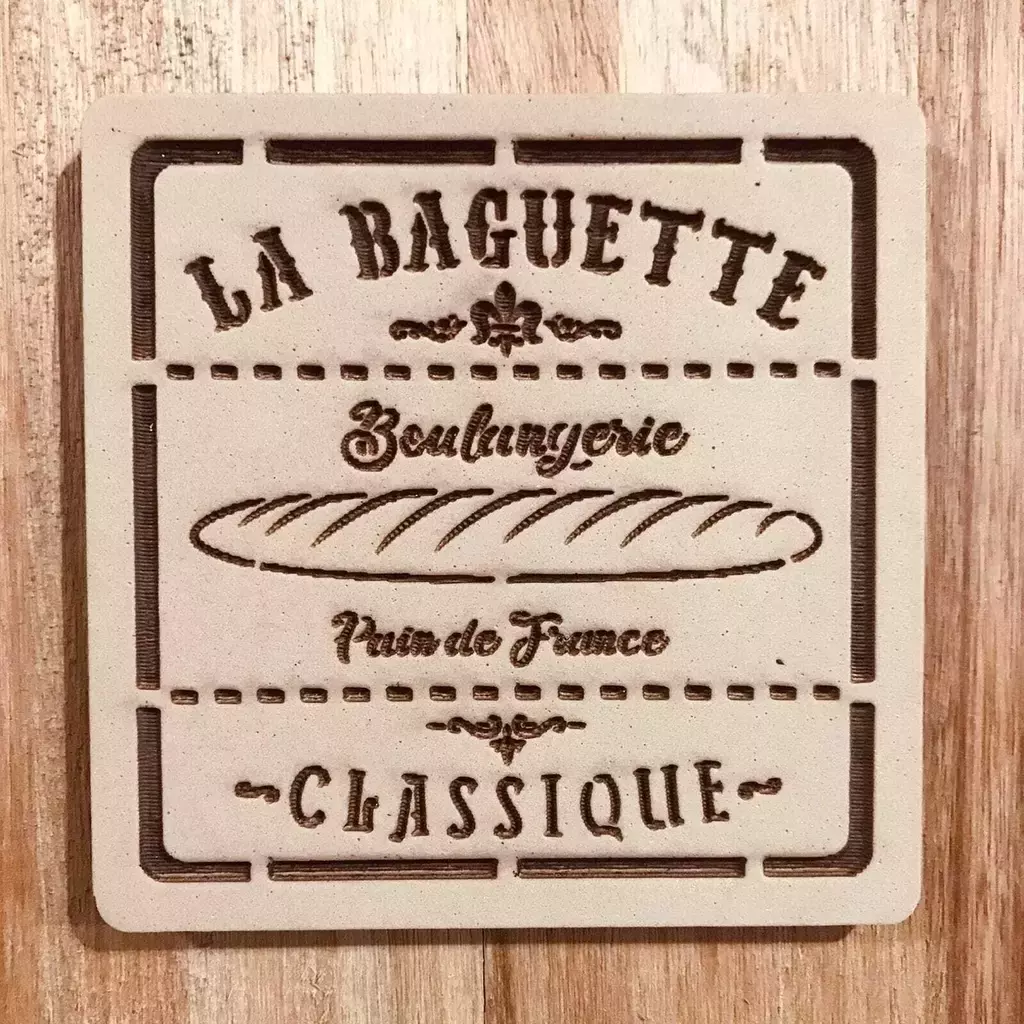 LA BAGUETTE
Boulangerie
Pain de France
~CLASSIQUE~